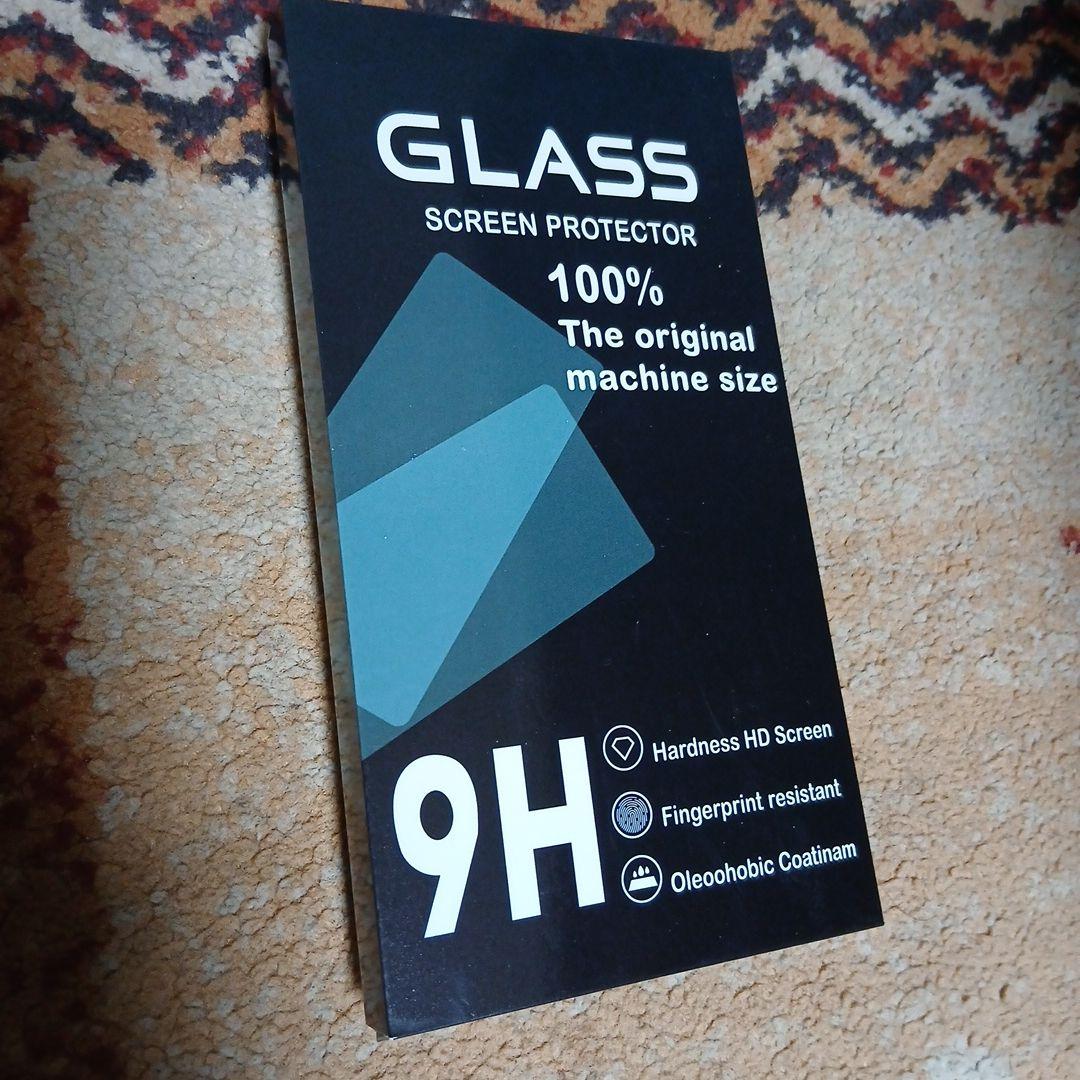 GLASS
SCREEN PROTECTOR
100%
The original
machine size
9H
Hardness HD Screen
Fingerprint resistant
Oleoohobic Coatinam